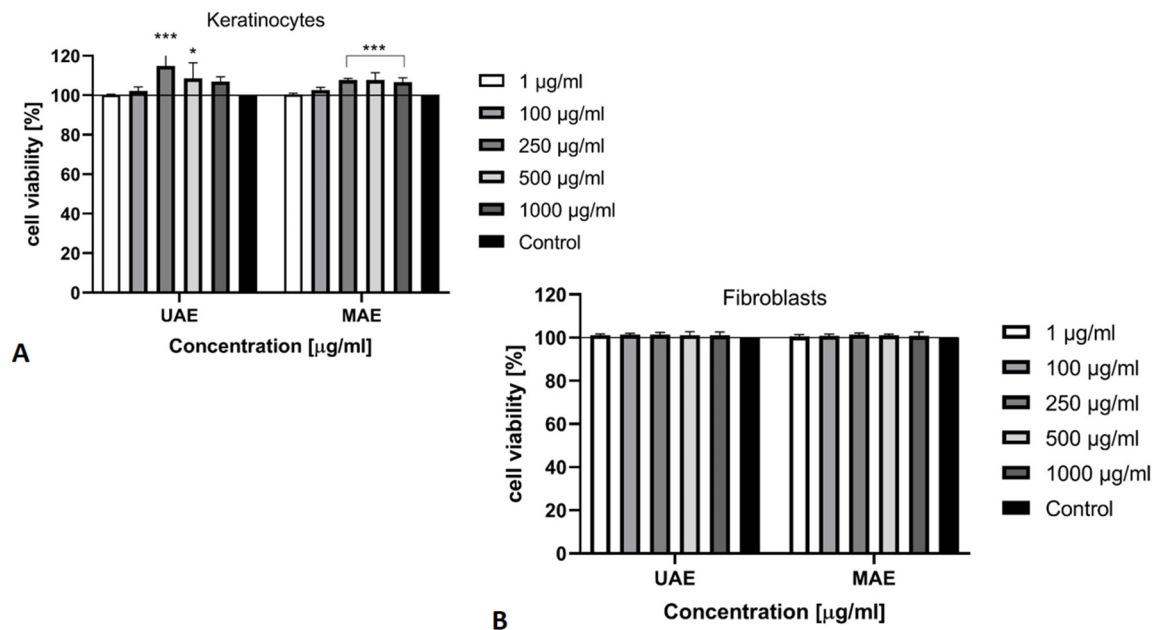 Keratinocytes
***
*
***
120
100
80
60
40
20
0
cell viability [%]
UAE
MAE
Concentration [μg/ml]
A
1 µg/ml
100 µg/ml
250 µg/ml
500 µg/ml
1000 µg/ml
Control
Fibroblasts
120
100
80
60
40
20
0
cell viability [%]
UAE
MAE
Concentration [μg/ml]
B
1 µg/ml
100 µg/ml
250 µg/ml
500 µg/ml
1000 µg/ml
Control